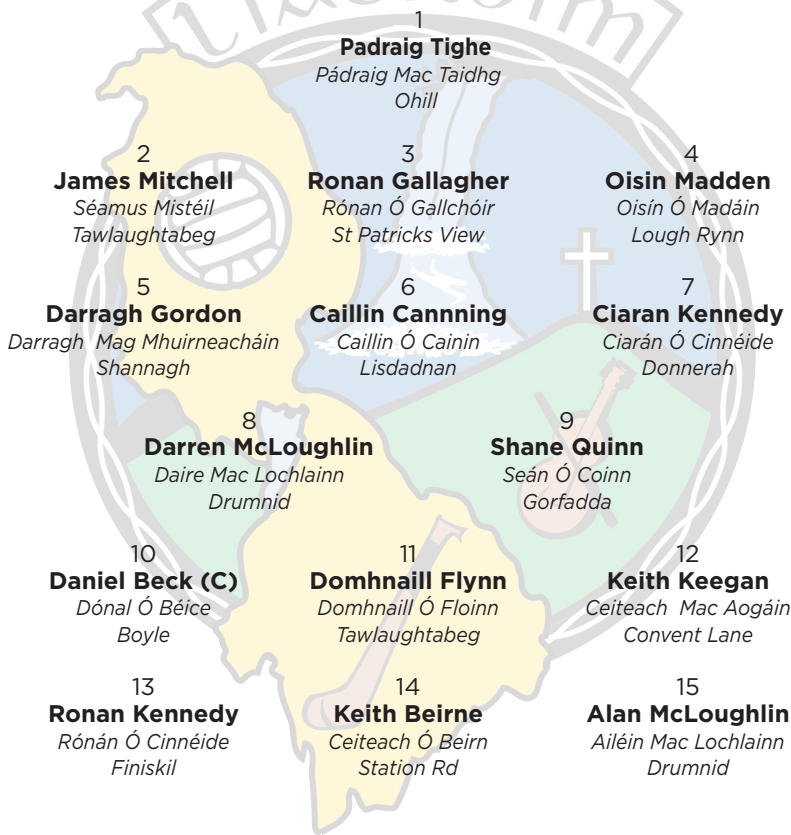 1
Padraig Tighe
Pádraig Mac Taidhg
Ohill
2
James Mitchell
Séamus Mistéil
Tawlaughtabeg
3
Ronan Gallagher
Rónan Ó Gallchóir
St Patricks View
4
Oisin Madden
Oisín Ó Madáin
Lough Rynn
5
Darragh Gordon
Darragh Mag Mhuirneacháin
Shannagh
6
Caillin Cannning
Caillin Ó Cainin
Lisdadnan
7
Ciaran Kennedy
Ciarán Ó Cinnéide
Donnerah
8
Darren McLoughlin
Daire Mac Lochlainn
Drumnid
9
Shane Quinn
Seán Ó Coinn
Gorfadda
10
Daniel Beck (C)
Dónal Ó Béice
Boyle
11
Domhnaill Flynn
Domhnaill Ó Floinn
Tawlaughtabeg
12
Keith Keegan
Ceiteach Mac Aogáin
Convent Lane
13
Ronan Kennedy
Rónán Ó Cinnéide
Finiskil
14
Keith Beirne
Ceiteach Ó Beirn
Station Rd
15
Alan McLoughlin
Ailéin Mac Lochlainn
Drumnid